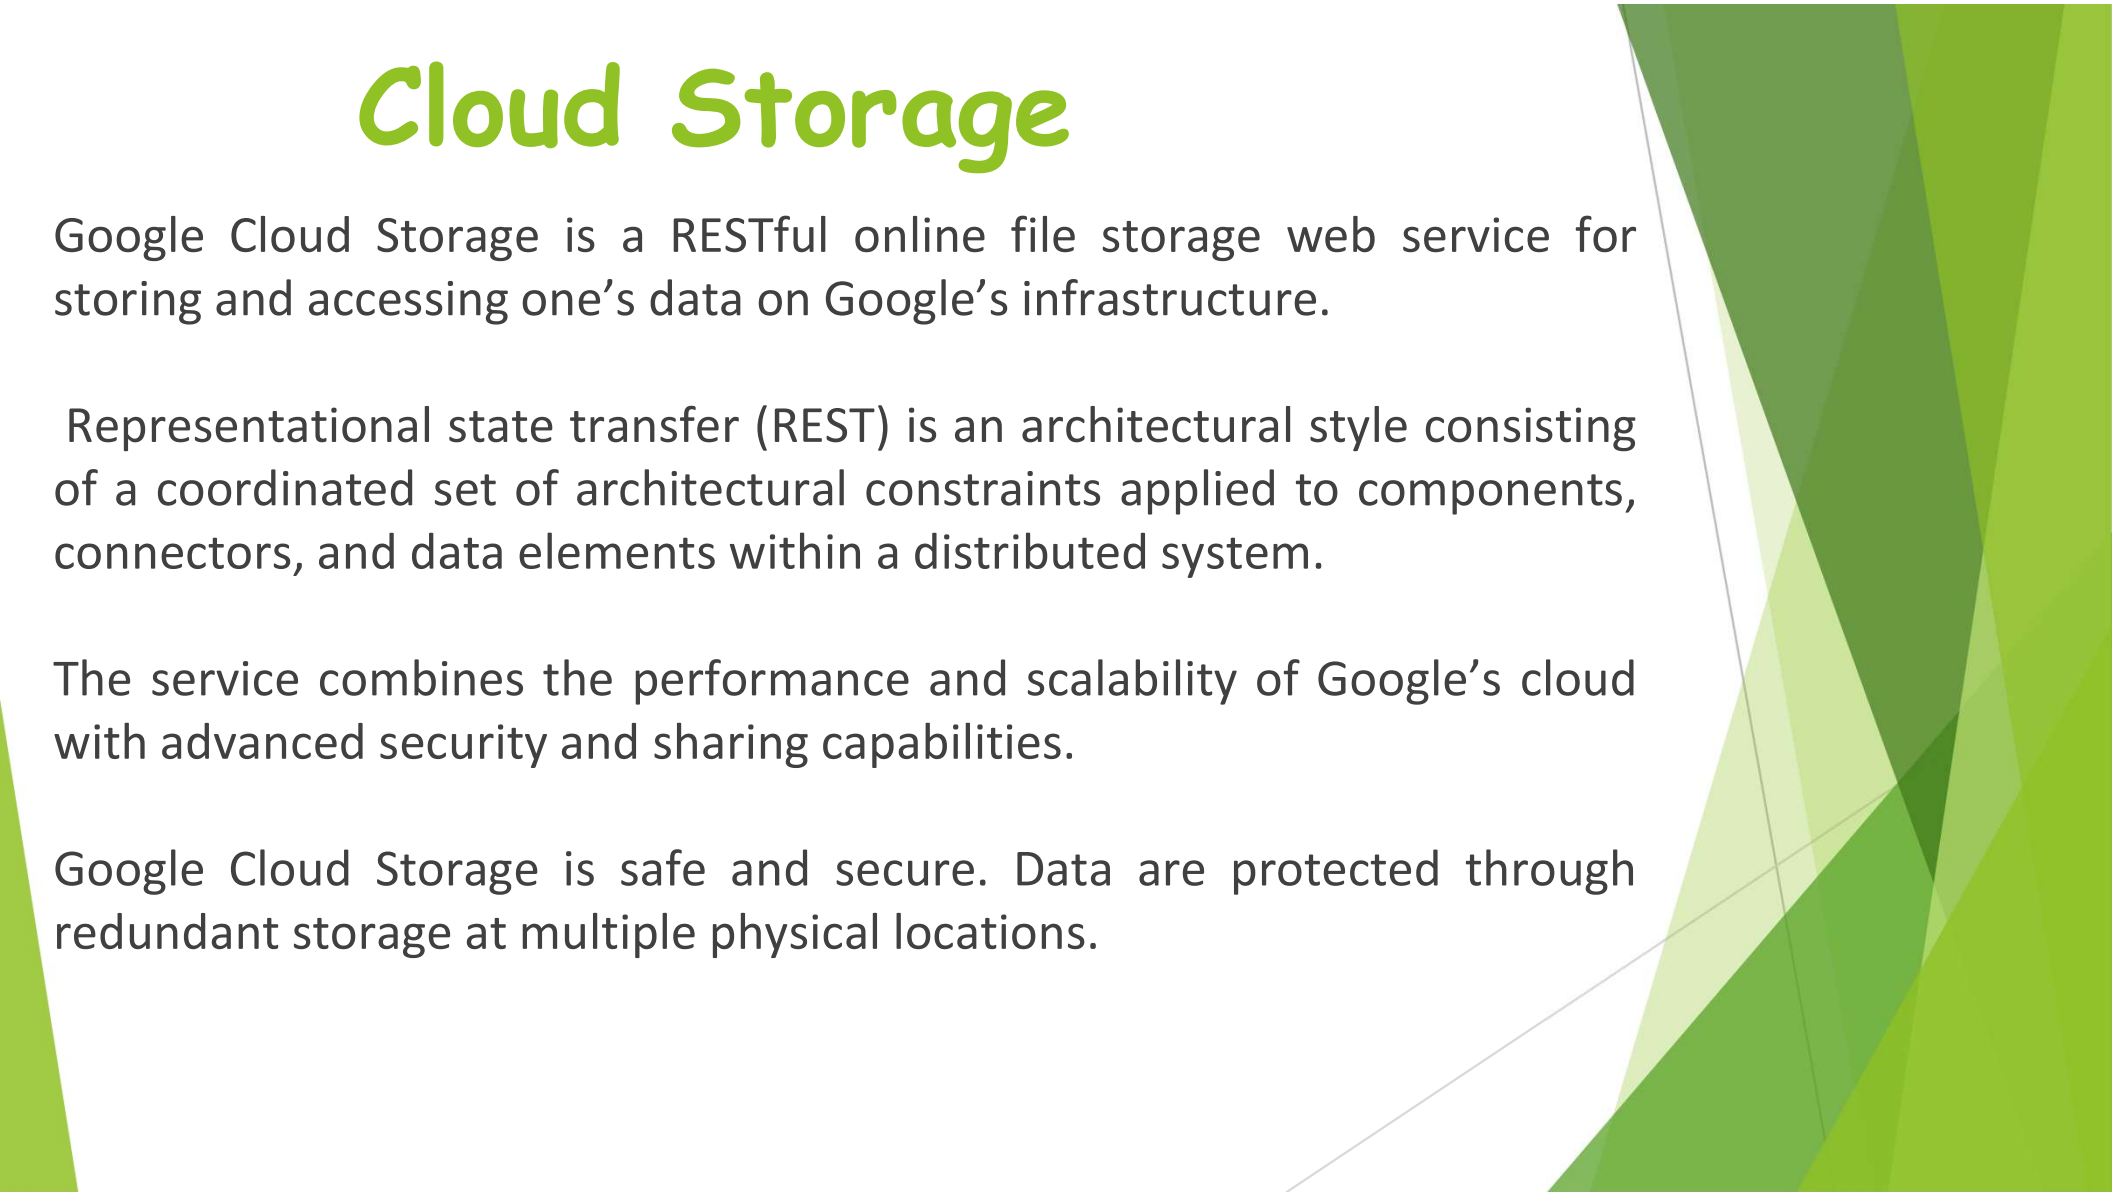 Cloud Storage
Google Cloud Storage is a RESTful online file storage web service for
storing and accessing one’s data on Google’s infrastructure.
Representational state transfer (REST) is an architectural style consisting
of a coordinated set of architectural constraints applied to components,
connectors, and data elements within a distributed system.
The service combines the performance and scalability of Google’s cloud
with advanced security and sharing capabilities.
Google Cloud Storage is safe and secure. Data are protected through
redundant storage at multiple physical locations.